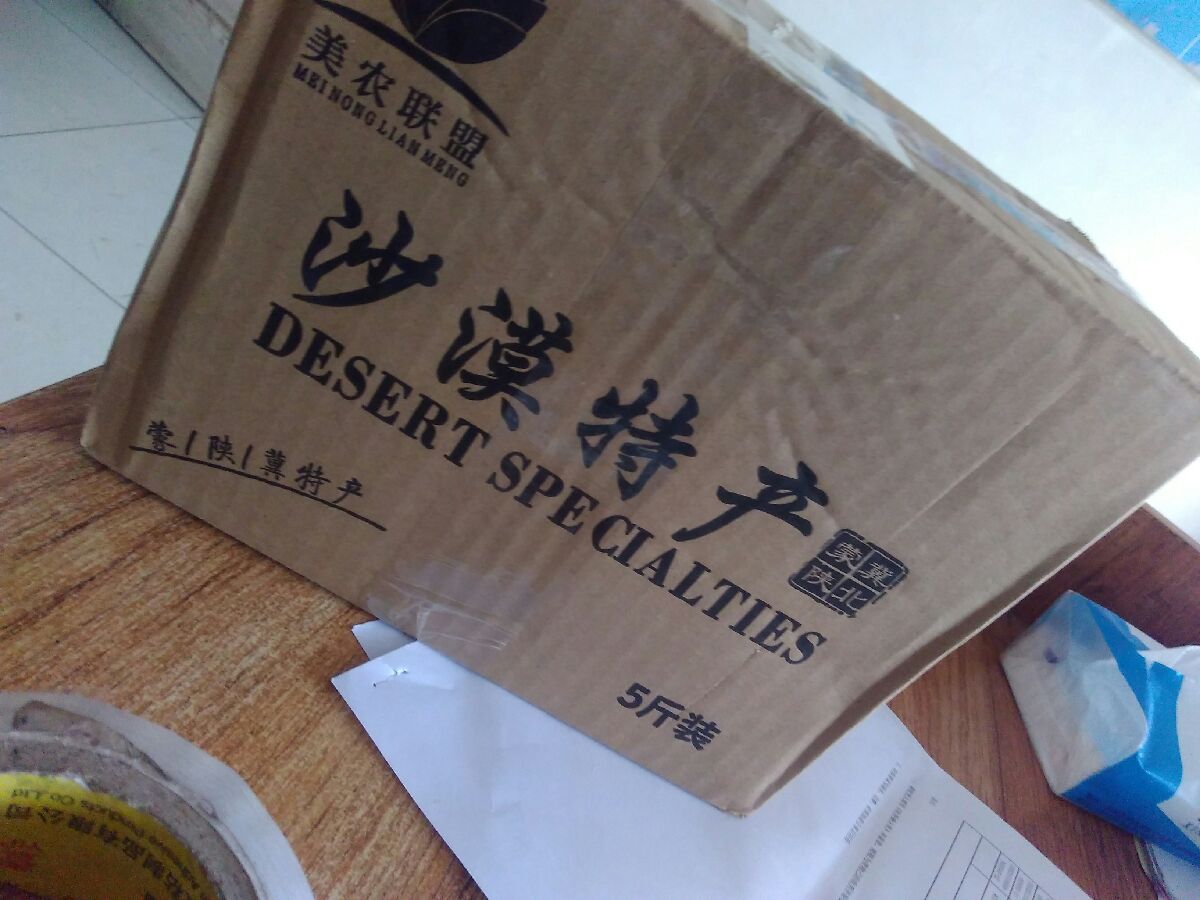 美农联盟
MEI NONG LIAN MENG
沙漠特产
DESERT SPECIALTIES
蒙|陕|冀特产
蒙冀
陕北
5斤装